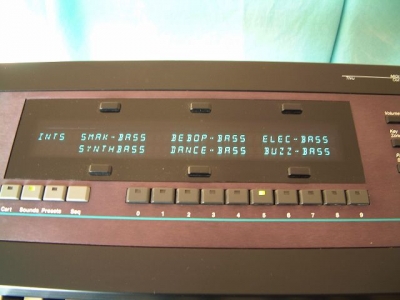 INTS SMAK-BASS BEBOP-BASS ELEC-BASS
SYNTHBASS DANCE-BASS BUZZ-BASS
Cart Sounds Presets Seq
0 1 2 3 4 5 6 7 8 9
Volume